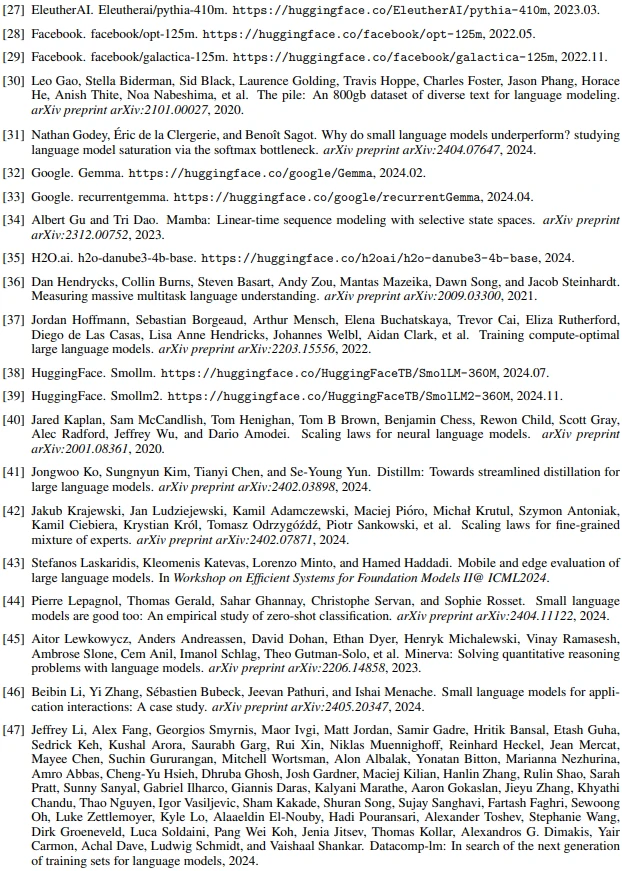 [27] EleutherAI. Eleutherai/pythia-410m. https://huggingface.co/EleutherAI/pythia-410m, 2023.03.
[28] Facebook. facebook/opt-125m. https://huggingface.co/facebook/opt-125m, 2022.05.
[29] Facebook. facebook/galactica-125m. https://huggingface.co/facebook/galactica-125m, 2022.11.
[30] Leo Gao, Stella Biderman, Sid Black, Laurence Golding, Travis Hoppe, Charles Foster, Jason Phang, Horace
He, Anish Thite, Noa Nabeshima, et al. The pile: An 800gb dataset of diverse text for language modeling.
arXiv preprint arXiv:2101.00027, 2020.
[31] Nathan Godey, Éric de la Clergerie, and Benoît Sagot. Why do small language models underperform? studying
language model saturation via the softmax bottleneck. arXiv preprint arXiv:2404.07647, 2024.
[32] Google. Gemma. https://huggingface.co/google/Gemma, 2024.02.
[33] Google. recurrentgemma. https://huggingface.co/google/recurrentGemma, 2024.04.
[34] Albert Gu and Tri Dao. Mamba: Linear-time sequence modeling with selective state spaces. arXiv preprint
arXiv:2312.00752, 2023.
[35] H2O.ai. h2o-danube3-4b-base. https://huggingface.co/h2oai/h2o-danube3-4b-base, 2024.
[36] Dan Hendrycks, Collin Burns, Steven Basart, Andy Zou, Mantas Mazeika, Dawn Song, and Jacob Steinhardt.
Measuring massive multitask language understanding. arXiv preprint arXiv:2009.03300, 2021.
[37] Jordan Hoffmann, Sebastian Borgeaud, Arthur Mensch, Elena Buchatskaya, Trevor Cai, Eliza Rutherford,
Diego de Las Casas, Lisa Anne Hendricks, Johannes Welbl, Aidan Clark, et al. Training compute-optimal
large language models. arXiv preprint arXiv:2203.15556, 2022.
[38] HuggingFace. Smollm. https://huggingface.co/HuggingFaceTB/SmolLM-360M, 2024.07.
[39] HuggingFace. Smollm2. https://huggingface.co/HuggingFaceTB/SmolLM2-360M, 2024.11.
[40] Jared Kaplan, Sam McCandlish, Tom Henighan, Tom B Brown, Benjamin Chess, Rewon Child, Scott Gray,
Alec Radford, Jeffrey Wu, and Dario Amodei. Scaling laws for neural language models. arXiv preprint
arXiv:2001.08361, 2020.
[41] Jongwoo Ko, Sungnyun Kim, Tianyi Chen, and Se-Young Yun. Distillm: Towards streamlined distillation for
large language models. arXiv preprint arXiv:2402.03898, 2024.
[42] Jakub Krajewski, Jan Ludziejewski, Kamil Adamczewski, Maciej Pióro, Michał Krutul, Szymon Antoniak,
Kamil Ciebiera, Krystian Król, Tomasz Odrzygóźdź, Piotr Sankowski, et al. Scaling laws for fine-grained
mixture of experts. arXiv preprint arXiv:2402.07871, 2024.
[43] Stefanos Laskaridis, Kleomenis Katevas, Lorenzo Minto, and Hamed Haddadi. Mobile and edge evaluation of
large language models. In Workshop on Efficient Systems for Foundation Models II@ ICML2024.
[44] Pierre Lepagnol, Thomas Gerald, Sahar Ghannay, Christophe Servan, and Sophie Rosset. Small language
models are good too: An empirical study of zero-shot classification. arXiv preprint arXiv:2404.11122, 2024.
[45] Aitor Lewkowycz, Anders Andreassen, David Dohan, Ethan Dyer, Henryk Michalewski, Vinay Ramasesh,
Ambrose Slone, Cem Anil, Imanol Schlag, Theo Gutman-Solo, et al. Minerva: Solving quantitative reasoning
problems with language models. arXiv preprint arXiv:2206.14858, 2023.
[46] Beibin Li, Yi Zhang, Sébastien Bubeck, Jeevan Pathuri, and Ishai Menache. Small language models for appli-
cation interactions: A case study. arXiv preprint arXiv:2405.20347, 2024.
[47] Jeffrey Li, Alex Fang, Georgios Smyrnis, Maor Ivgi, Matt Jordan, Samir Gadre, Hritik Bansal, Etash Guha,
Sedrick Keh, Kushal Arora, Saurabh Garg, Rui Xin, Niklas Muennighoff, Reinhard Heckel, Jean Mercat,
Mayee Chen, Suchin Gururangan, Mitchell Wortsman, Alon Albalak, Yonatan Bitton, Marianna Nezhurina,
Amro Abbas, Cheng-Yu Hsieh, Dhruba Ghosh, Josh Gardner, Maciej Kilian, Hanlin Zhang, Rulin Shao, Sarah
Pratt, Sunny Sanyal, Gabriel Ilharco, Giannis Daras, Kalyani Marathe, Aaron Gokaslan, Jieyu Zhang, Khyathi
Chandu, Thao Nguyen, Igor Vasiljevic, Sham Kakade, Shuran Song, Sujay Sanghavi, Fartash Faghri, Sewoong
Oh, Luke Zettlemoyer, Kyle Lo, Alaaeldin El-Nouby, Hadi Pouransari, Alexander Toshev, Stephanie Wang,
Dirk Groeneveld, Luca Soldaini, Pang Wei Koh, Jenia Jitsev, Thomas Kollar, Alexandros G. Dimakis, Yair
Carmon, Achal Dave, Ludwig Schmidt, and Vaishaal Shankar. Datacomp-lm: In search of the next generation
of training sets for language models, 2024.